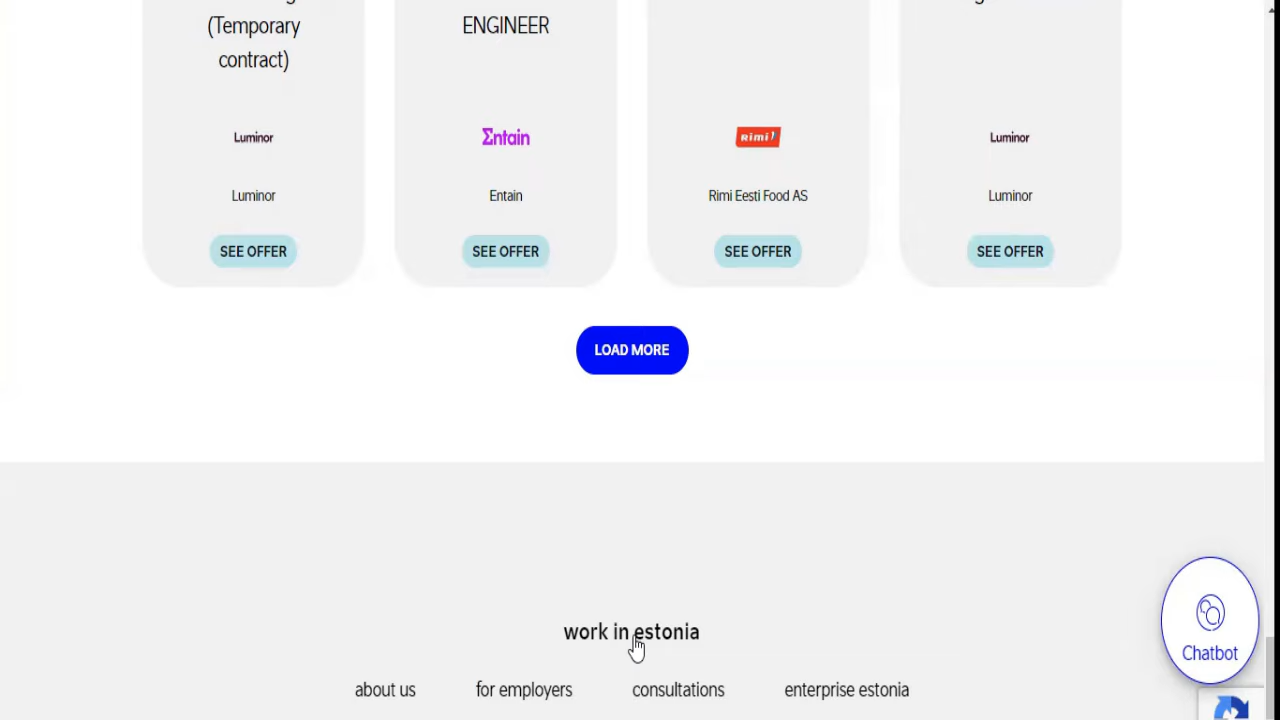 (Temporary
contract)
ENGINEER
Luminor
Entain
Rimi
Luminor
Luminor
Entain
Rimi Eesti Food AS
Luminor
SEE OFFER
SEE OFFER
SEE OFFER
SEE OFFER
LOAD MORE
work in estonia
Chatbot
about us
for employers
consultations
enterprise estonia